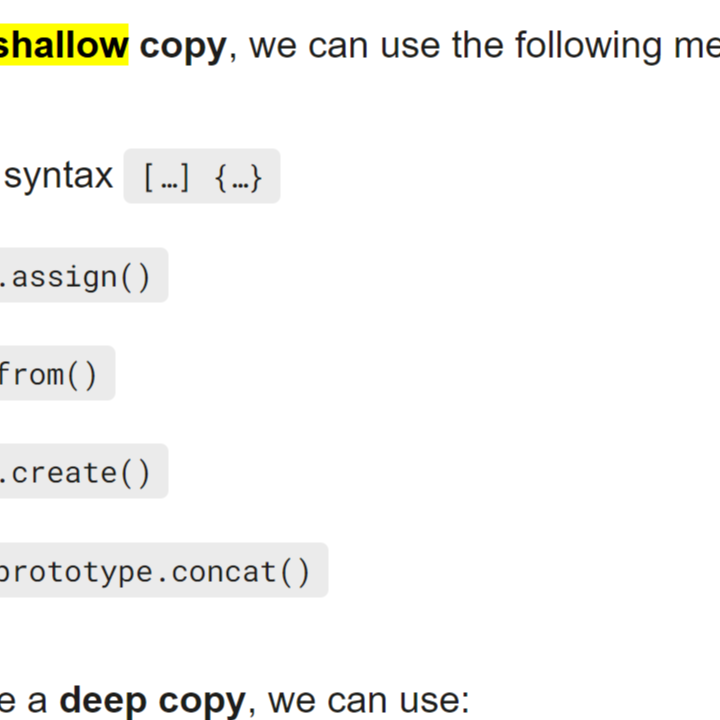 shallow copy, we can use the following me
syntax […] {…}
.assign()
from()
.create()
prototype.concat()
e a deep copy, we can use: